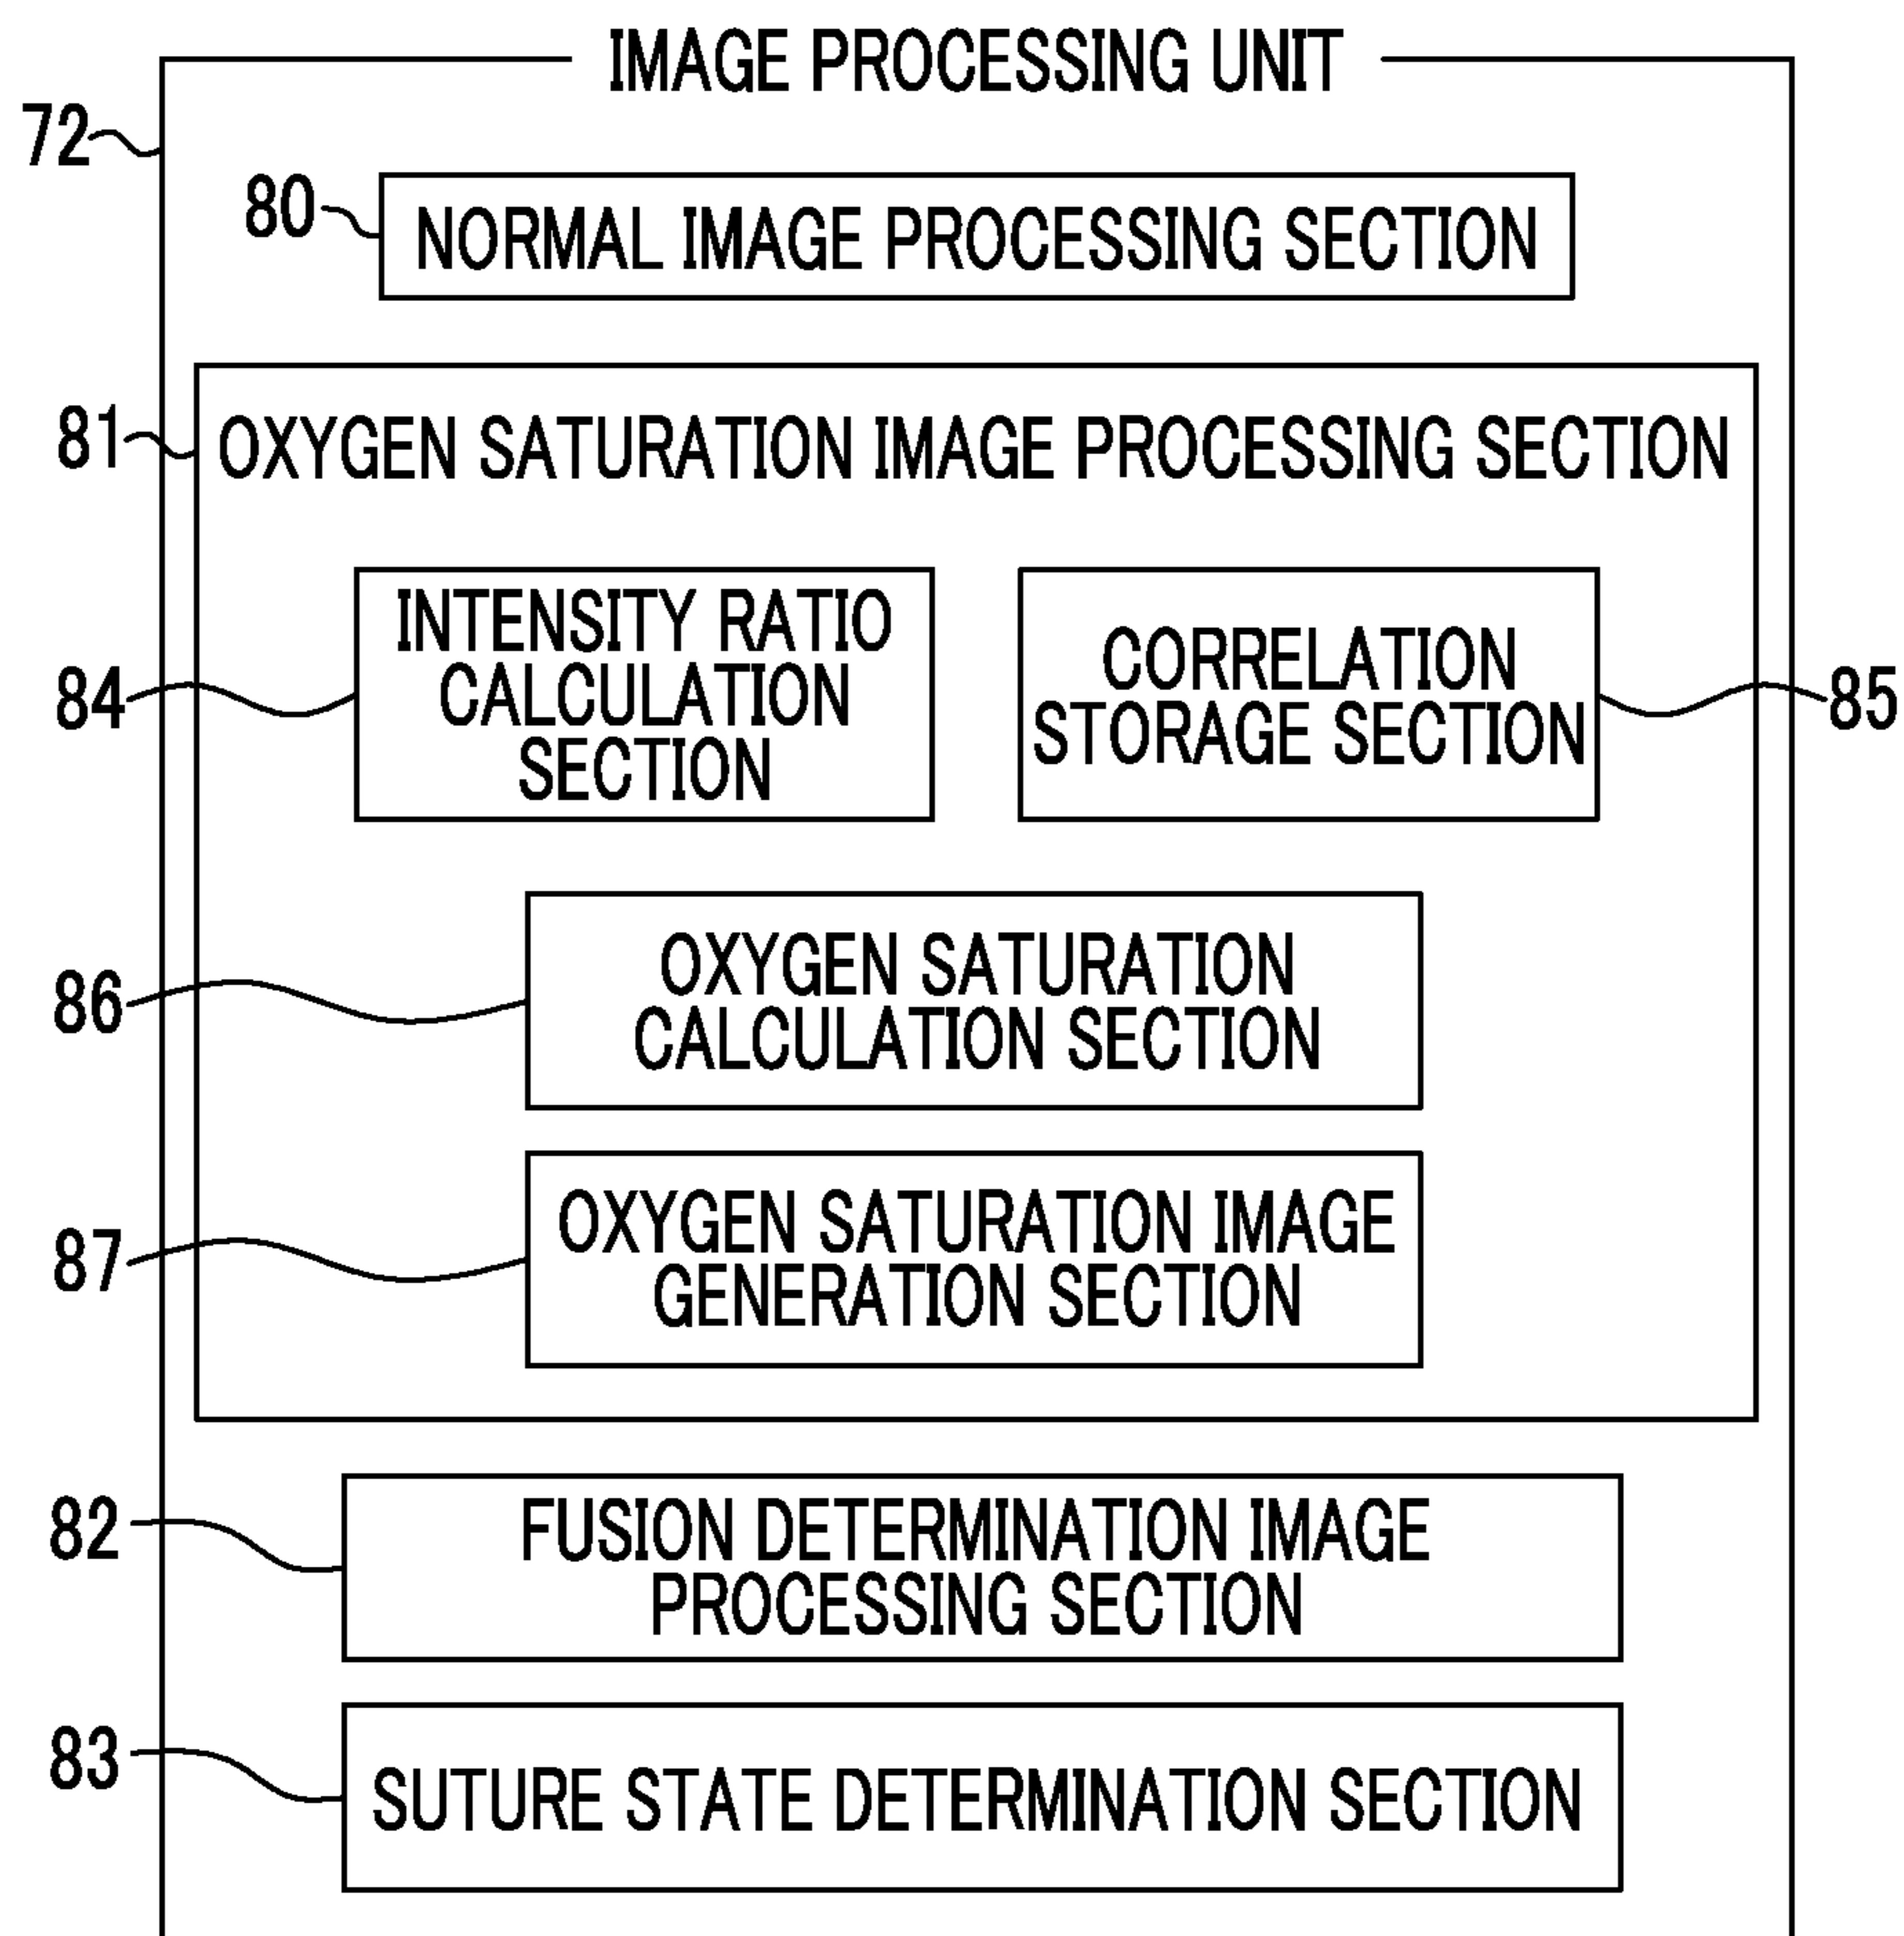 IMAGE PROCESSING UNIT
72
80
NORMAL IMAGE PROCESSING SECTION
81
OXYGEN SATURATION IMAGE PROCESSING SECTION
84
INTENSITY RATIO
CALCULATION
SECTION
CORRELATION
STORAGE SECTION
85
86
OXYGEN SATURATION
CALCULATION SECTION
87
OXYGEN SATURATION IMAGE
GENERATION SECTION
82
FUSION DETERMINATION IMAGE
PROCESSING SECTION
83
SUTURE STATE DETERMINATION SECTION